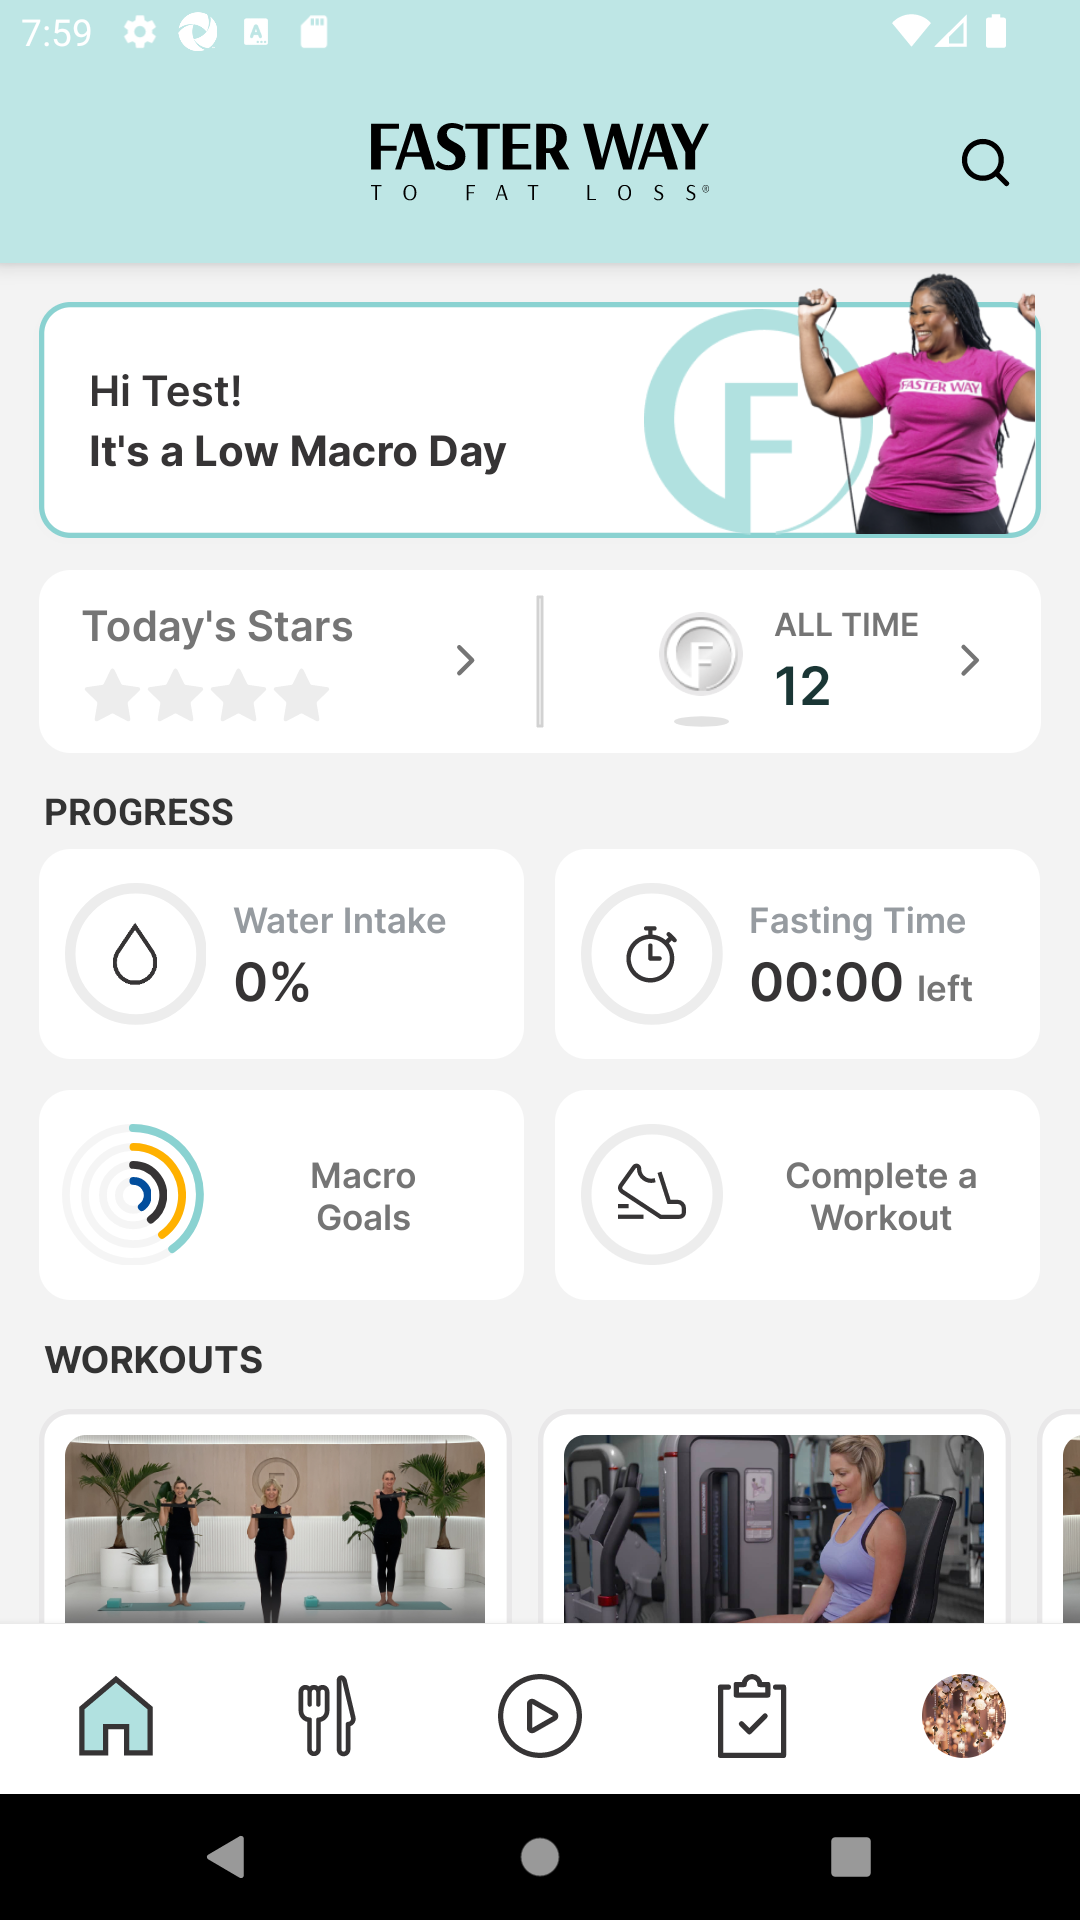 7:59
FASTER WAY
TO FAT LOSS®
Hi Test!
It's a Low Macro Day
FASTER WAY
Today's Stars
ALL TIME
12
PROGRESS
Water Intake
0%
Fasting Time
00:00 left
Macro
Goals
Complete a
Workout
WORKOUTS